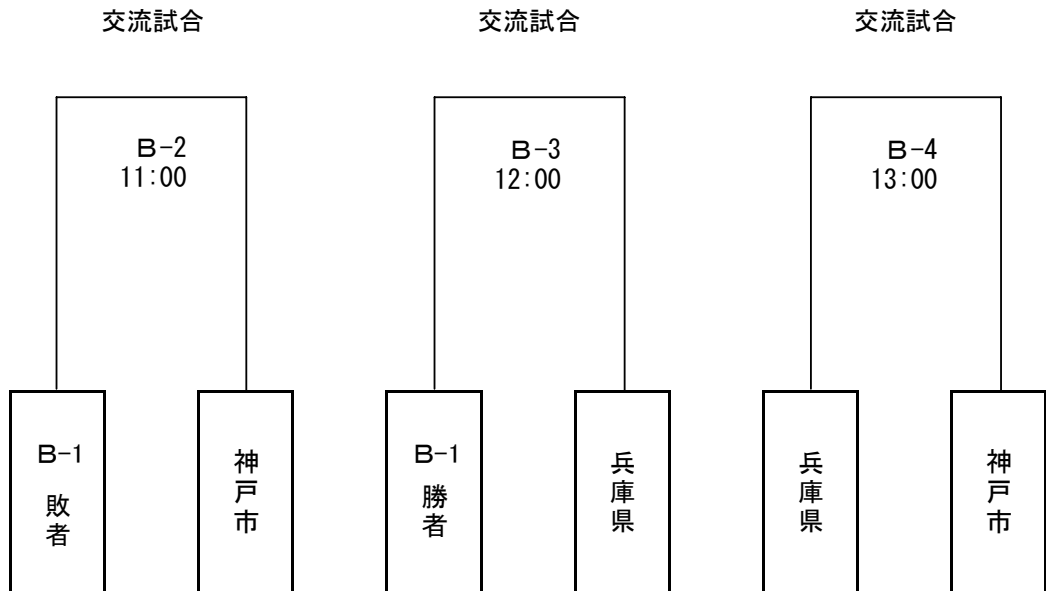 交流試合
交流試合
交流試合
B-2
11:00
B-3
12:00
B-4
13:00
B-1
敗者
神戸市
B-1
勝者
兵庫県
兵庫県
神戸市